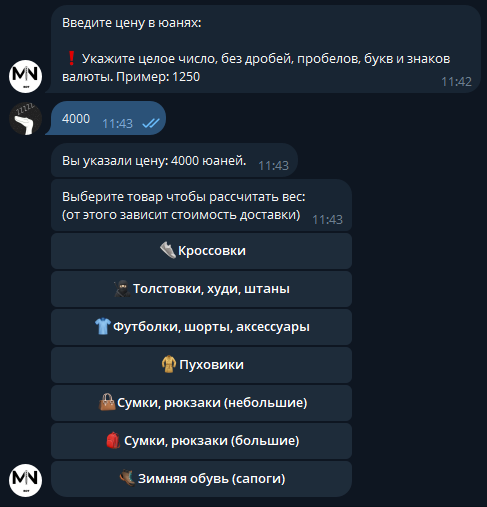 Введите цену в юанях:
❗ Укажите целое число, без дробей, пробелов, букв и знаков
валюты. Пример: 1250
11:42
4000
11:43
Вы указали цену: 4000 юаней.
11:43
Выберите товар чтобы рассчитать вес:
(от этого зависит стоимость доставки)
11:43
Кроссовки
Толстовки, худи, штаны
Футболки, шорты, аксессуары
Пуховики
Сумки, рюкзаки (небольшие)
Сумки, рюкзаки (большие)
Зимняя обувь (сапоги)
MN
MN